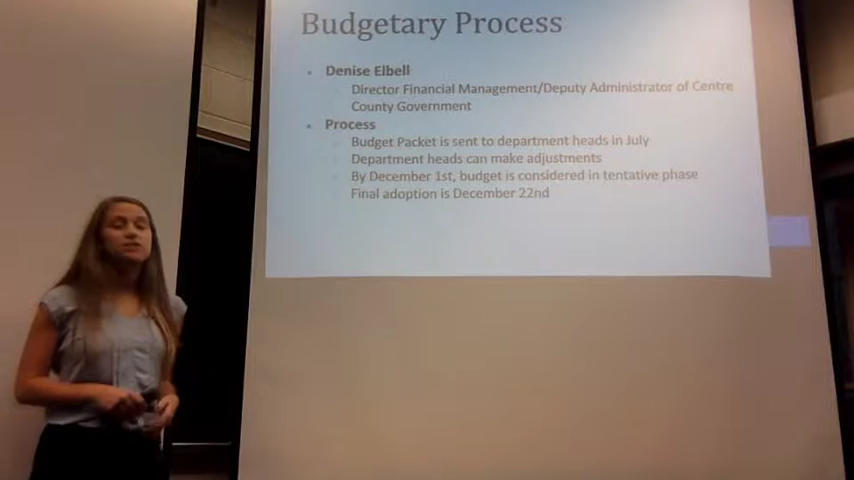 Budgetary Process
Denise Elbell
Director Financial Management/Deputy Administrator of Centre
County Government
Process
Budget Packet is sent to department heads in July
Department heads can make adjustments
By December 1st, budget is considered in Tentative phase
Final adoption is December 22nd